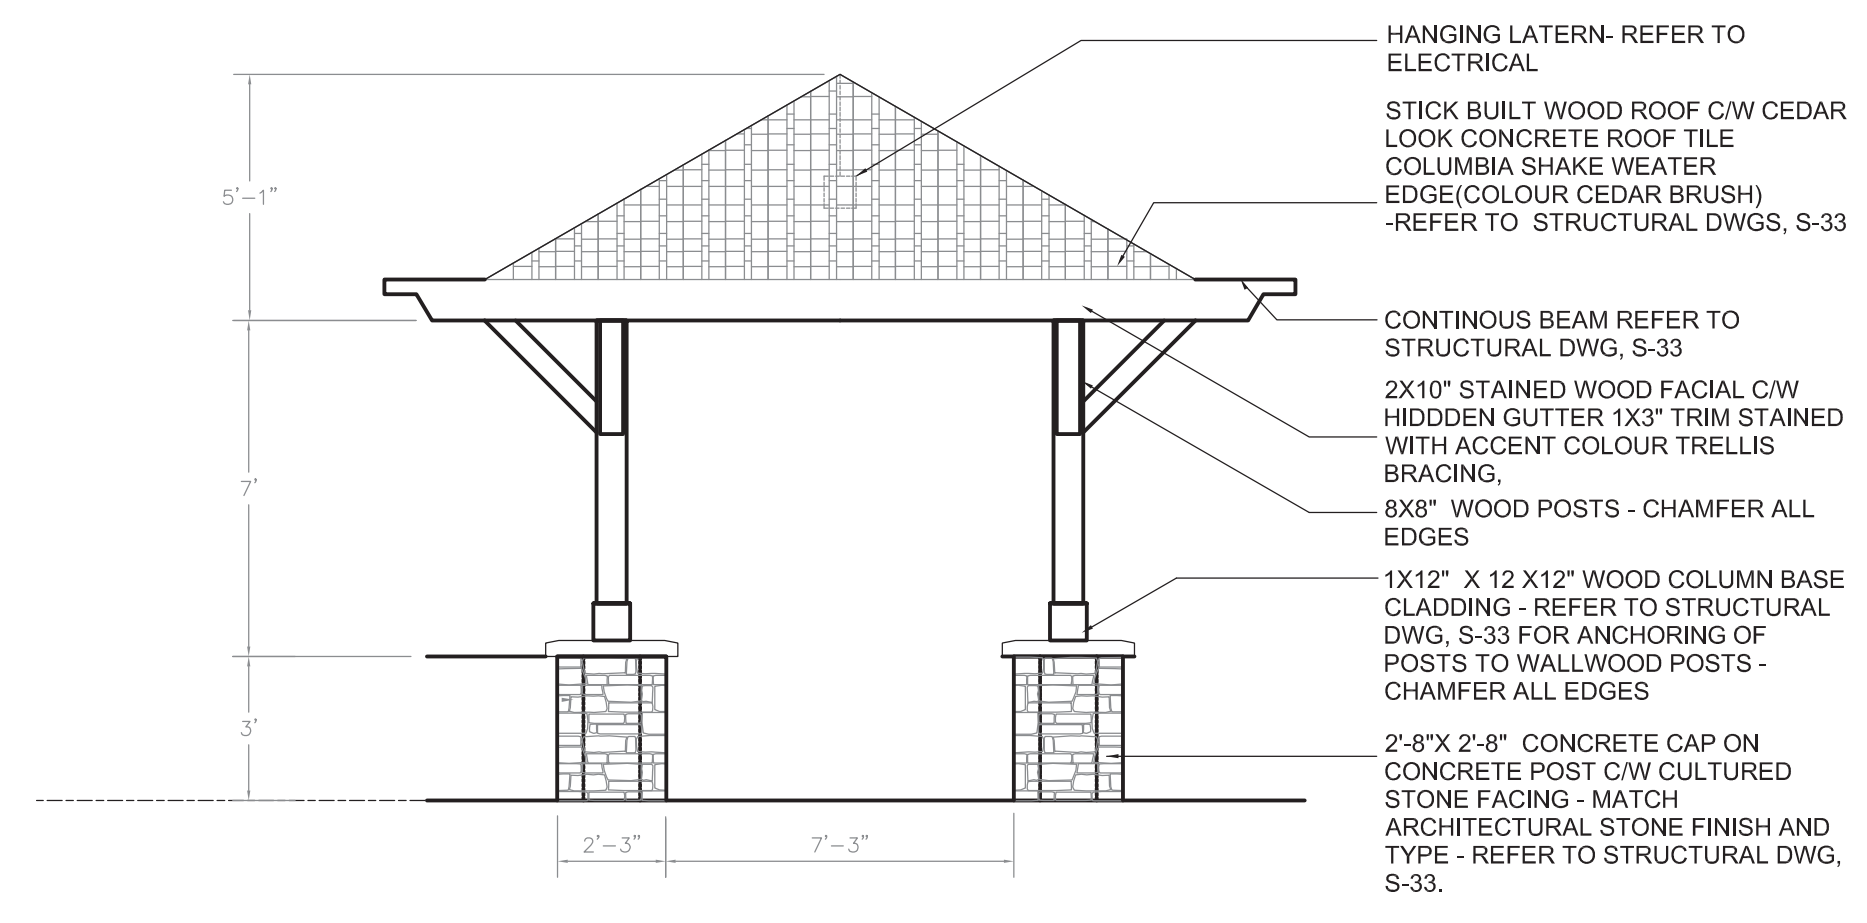 HANGING LATERN- REFER TO
ELECTRICAL
STICK BUILT WOOD ROOF C/W CEDAR
LOOK CONCRETE ROOF TILE
COLUMBIA SHAKE WEATER
EDGE(COLOUR CEDAR BRUSH)
-REFER TO STRUCTURAL DWGS, S-33
5'-1"
CONTINOUS BEAM REFER TO
STRUCTURAL DWG, S-33
2X10" STAINED WOOD FACIAL C/W
HIDDDEN GUTTER 1X3" TRIM STAINED
WITH ACCENT COLOUR TRELLIS
BRACING,
7'
8X8" WOOD POSTS - CHAMFER ALL
EDGES
1X12" X 12 X12" WOOD COLUMN BASE
CLADDING - REFER TO STRUCTURAL
DWG, S-33 FOR ANCHORING OF
POSTS TO WALLWOOD POSTS -
CHAMFER ALL EDGES
3'
2'-8"X 2'-8" CONCRETE CAP ON
CONCRETE POST C/W CULTURED
STONE FACING - MATCH
ARCHITECTURAL STONE FINISH AND
TYPE - REFER TO STRUCTURAL DWG,
S-33.
2'-3"
7'-3"